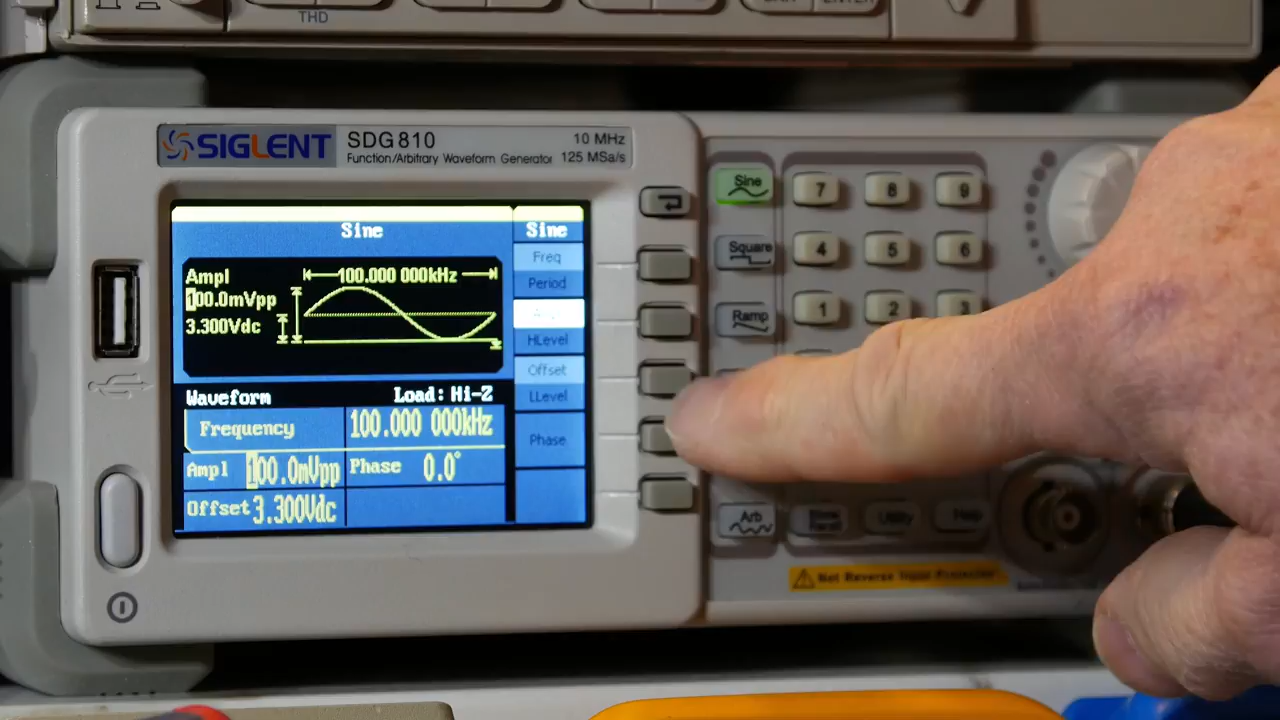 THD
SIGLENT
SDG810
10 MHz
Function/Arbitrary Waveform Generator
125 MSa/s
Sine
Sine
Ampl
100.000 000kHz
100.0mVpp
3.300Vdc
Freq
Period
HLevel
Offset
LLevel
Phase
Waveform
Load: Hi-Z
Frequency
100.000 000kHz
Ampl
100.0mVpp
Phase
0.0°
Offset
3.300Vdc
Sine
7
8
9
Square
4
5
6
Ramp
1
2
3
Arb
Utility
Help
Not Reverse Input Protection